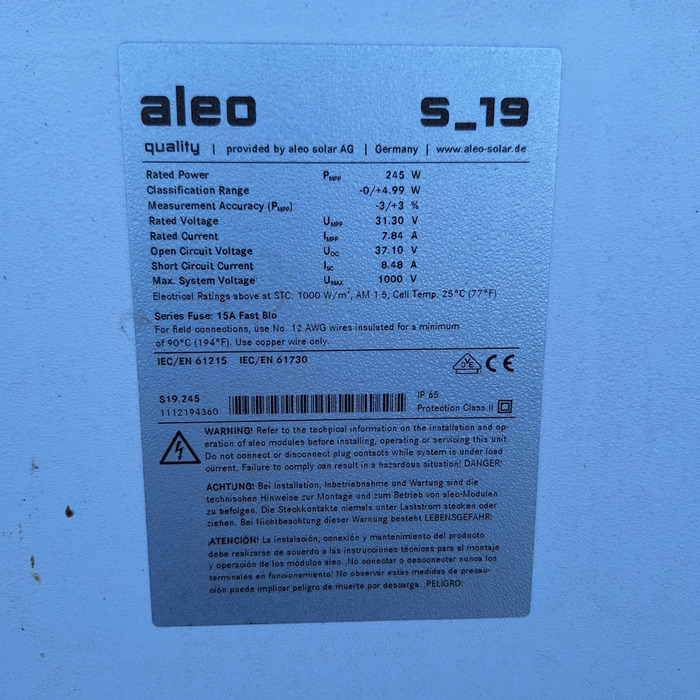 aleo S_19
quality | provided by aleo solar AG | Germany | www.aleo-solar.de
Rated Power PMPP 245 W
Classification Range -0/+4.99 W
Measurement Accuracy (PMPP) -3/+3 %
Rated Voltage UMPP 31.30 V
Rated Current IMPP 7.84 A
Open Circuit Voltage UOC 37.10 V
Short Circuit Current ISC 8.48 A
Max. System Voltage UMAX 1000 V
Electrical Ratings above at STC: 1000 W/m², AM 1.5, Cell Temp. 25°C (77°F)
Series Fuse: 15A Fast Blo
For field connections, use No. 12 AWG wires insulated for a minimum
of 90°C (194°F). Use copper wire only.
IEC/EN 61215 IEC/EN 61730
DVE CE
S19.245
1112194360
IP 65
Protection Class II
WARNING! Refer to the technical information on the installation and op-
eration of aleo modules before installing, operating or servicing this unit.
Do not connect or disconnect plug contacts while system is under load
current. Failure to comply can result in a hazardous situation! DANGER!
ACHTUNG! Bei Installation, Inbetriebnahme und Wartung sind die
technischen Hinweise zur Montage und zum Betrieb von aleo-Modulen
zu befolgen. Die Steckkontakte niemals unter Laststrom stecken oder
ziehen. Bei Nichtbeachtung dieser Warnung besteht LEBENSGEFAHR!
¡ATENCIÓN! La instalación, conexión y mantenimiento del producto
debe realizarse de acuerdo a las instrucciones técnicas para el montaje
y operación de los módulos aleo. ¡No conectar o desconectar nunca los
terminales en funcionamiento! No observar estas medidas de precau-
ción puede implicar peligro de muerte por descarga. ¡PELIGRO!